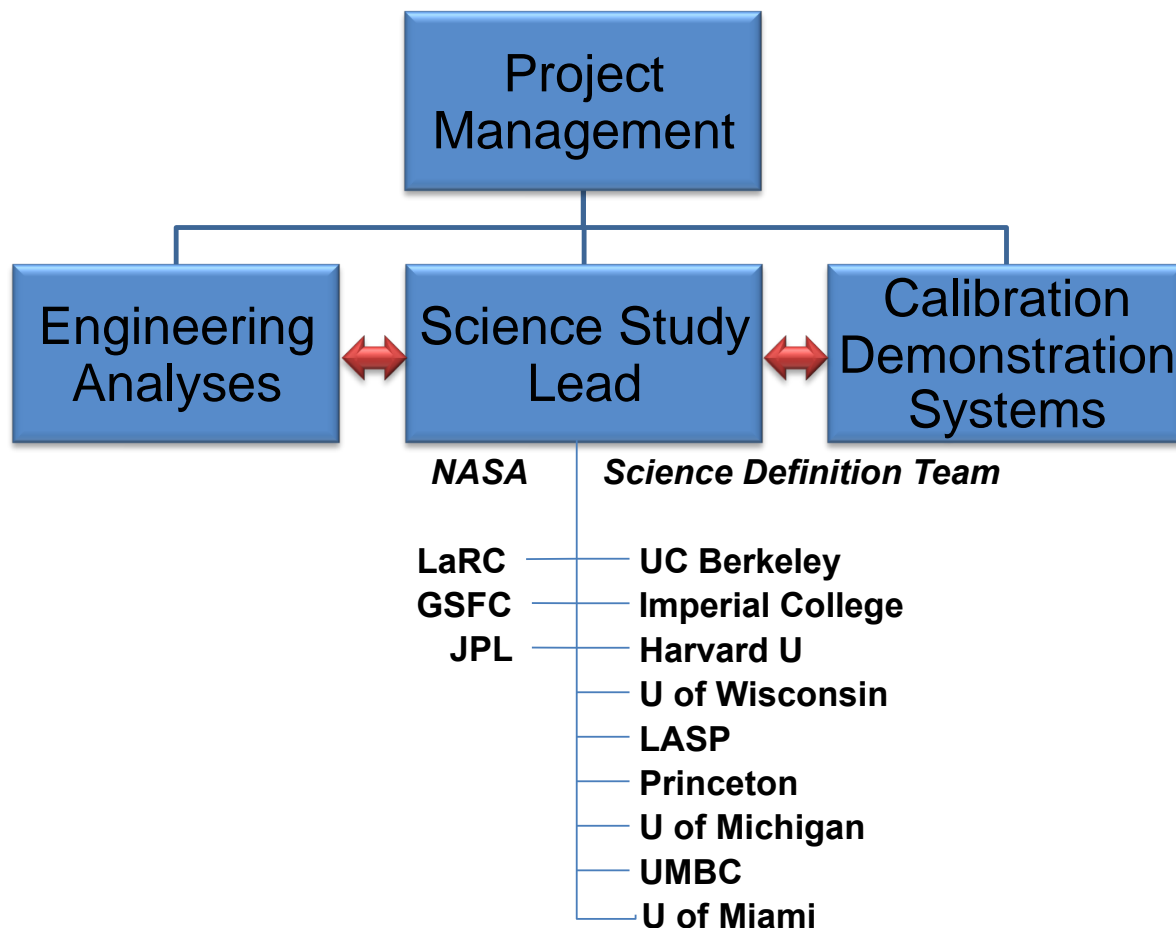 Project
Management
Engineering
Analyses
Science Study
Lead
Calibration
Demonstration
Systems
NASA
Science Definition Team
LaRC
GSFC
JPL
UC Berkeley
Imperial College
Harvard U
U of Wisconsin
LASP
Princeton
U of Michigan
UMBC
U of Miami